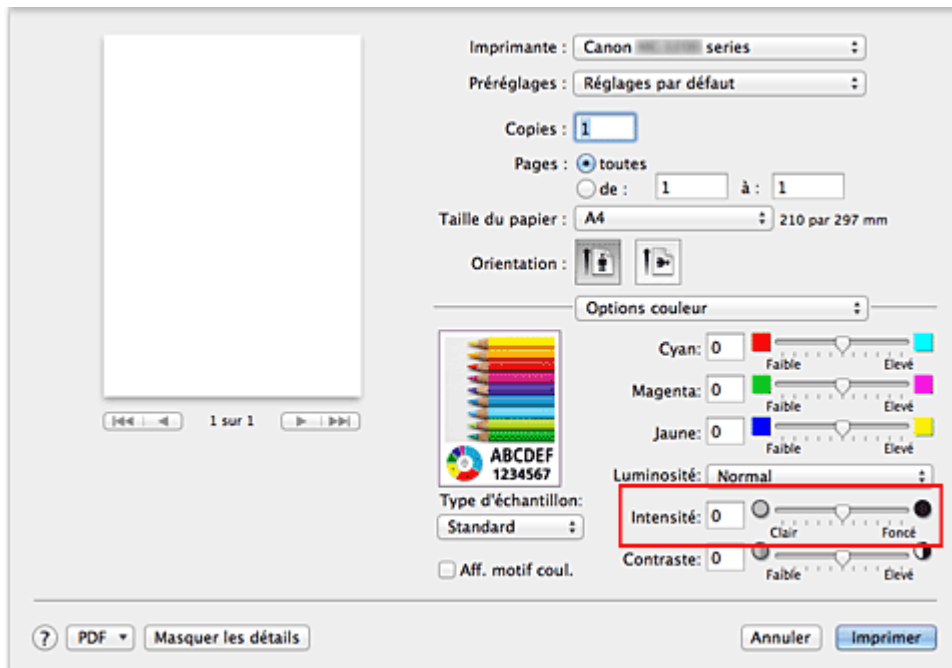 Imprimante : Canon series
Préréglages : Réglages par défaut
Copies : 1
Pages : toutes
de : 1 à : 1
Taille du papier : A4 210 par 297 mm
Orientation :
Options couleur
1 sur 1
ABCDEF
1234567
Type d'échantillon:
Standard
Aff. motif coul.
Cyan: 0
Faible Elevé
Magenta: 0
Faible Elevé
Jaune: 0
Faible Elevé
Luminosité: Normal
Intensité: 0
Clair Foncé
Contraste: 0
Faible Elevé
? PDF Masquer les détails Annuler Imprimer